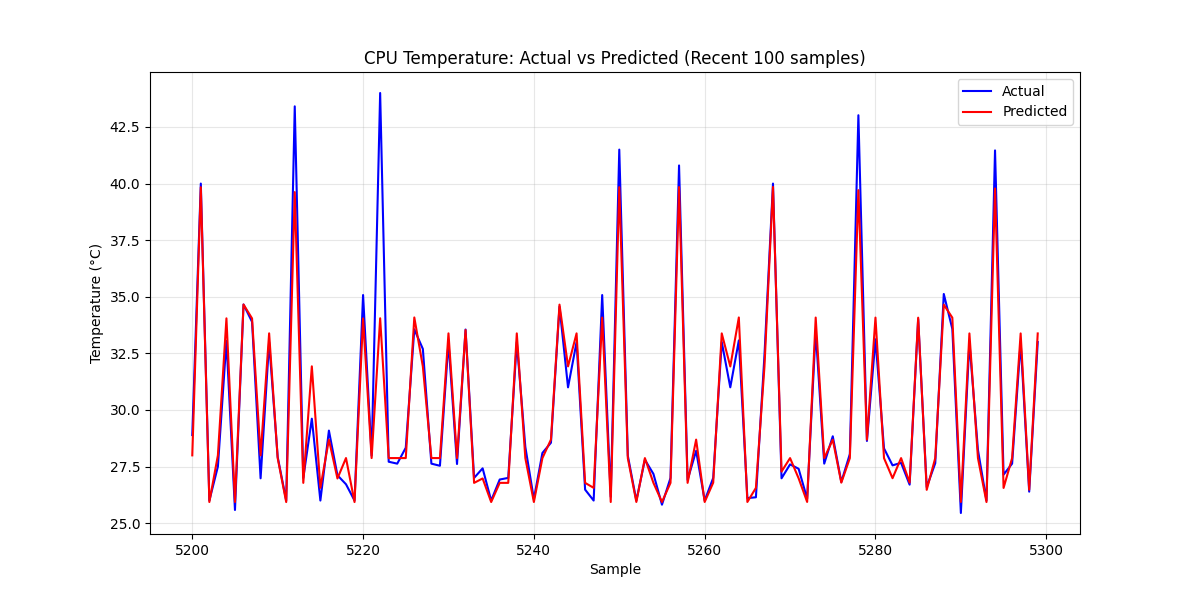 CPU Temperature: Actual vs Predicted (Recent 100 samples)
Actual
Predicted
Temperature (°C)
42.5
40.0
37.5
35.0
32.5
30.0
27.5
25.0
5200
5220
5240
5260
5280
5300
Sample